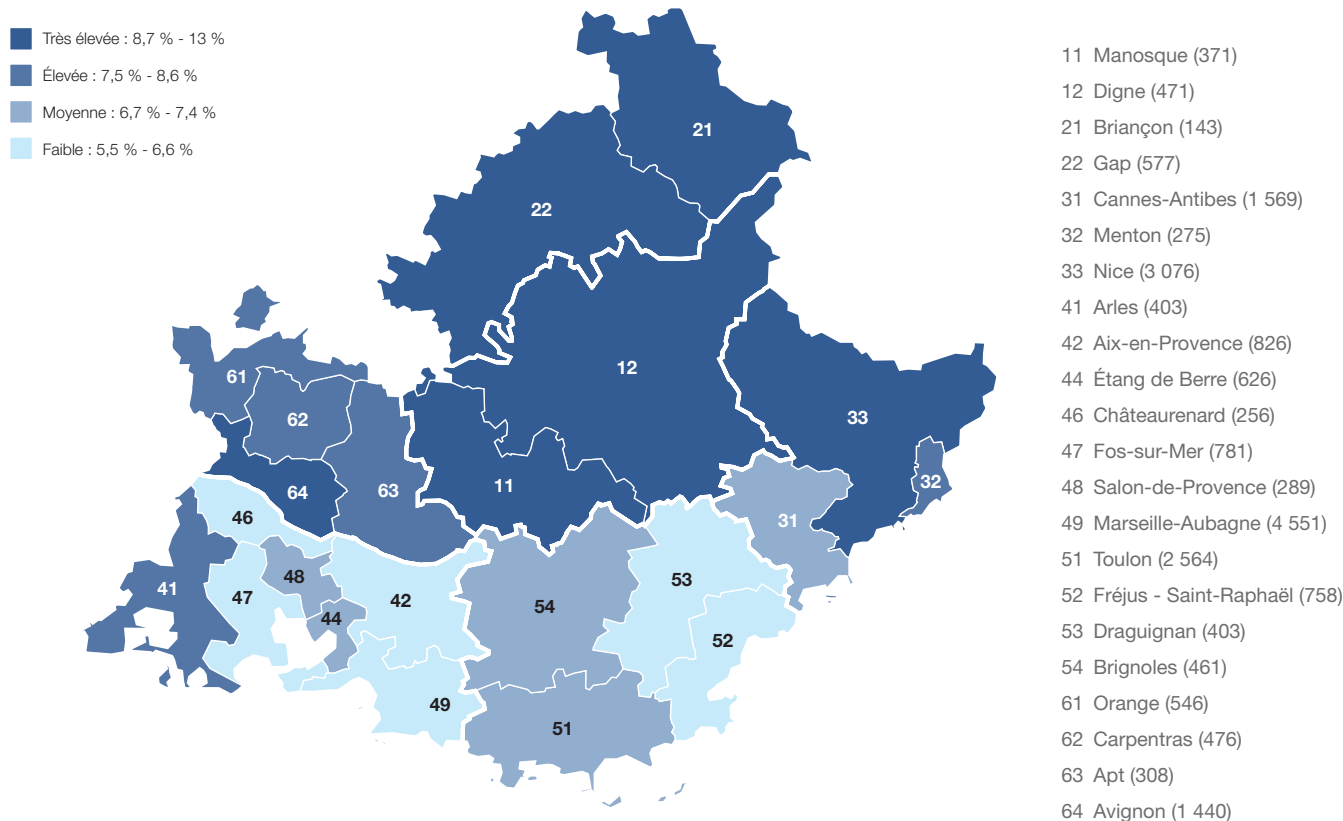 Très élevée : 8,7 % - 13 %
Élevée : 7,5 % - 8,6 %
Moyenne : 6,7 % - 7,4 %
Faible : 5,5 % - 6,6 %
21
22
12
61
62
33
11
63
64
32
31
46
41
48
47
42
44
54
53
52
49
51
11 Manosque (371)
12 Digne (471)
21 Briançon (143)
22 Gap (577)
31 Cannes-Antibes (1 569)
32 Menton (275)
33 Nice (3 076)
41 Arles (403)
42 Aix-en-Provence (826)
44 Étang de Berre (626)
46 Châteaurenard (256)
47 Fos-sur-Mer (781)
48 Salon-de-Provence (289)
49 Marseille-Aubagne (4 551)
51 Toulon (2 564)
52 Fréjus - Saint-Raphaël (758)
53 Draguignan (403)
54 Brignoles (461)
61 Orange (546)
62 Carpentras (476)
63 Apt (308)
64 Avignon (1 440)